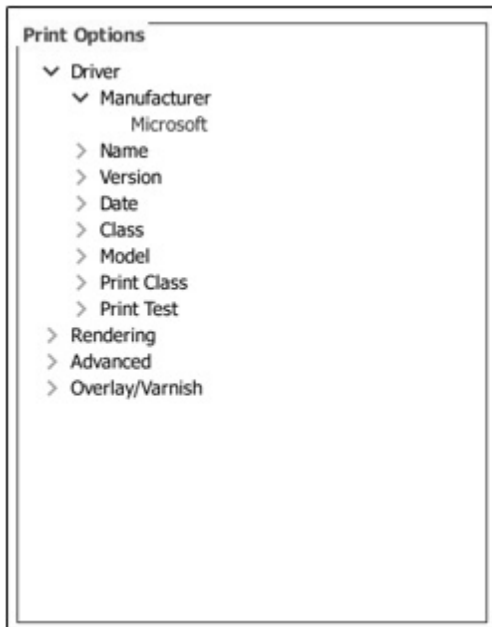 Print Options
Driver
Manufacturer
Microsoft
Name
Version
Date
Class
Model
Print Class
Print Test
Rendering
Advanced
Overlay/Varnish